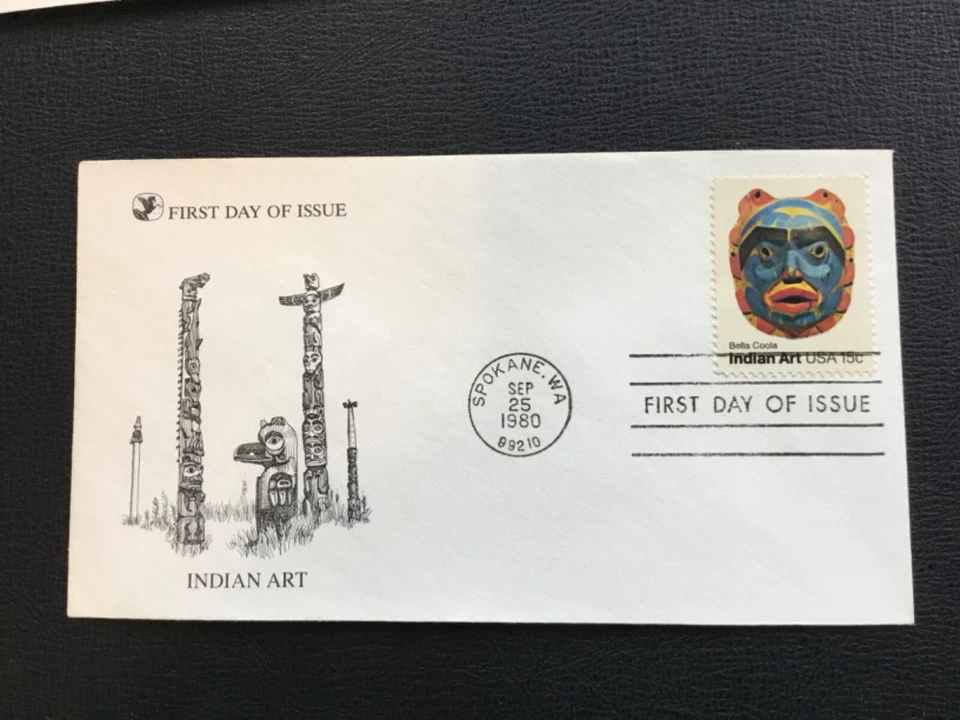 FIRST DAY OF ISSUE
Bella Coola
Indian Art USA 15c
SPOKANE, WA
SEP
25
1980
99210
FIRST DAY OF ISSUE
INDIAN ART